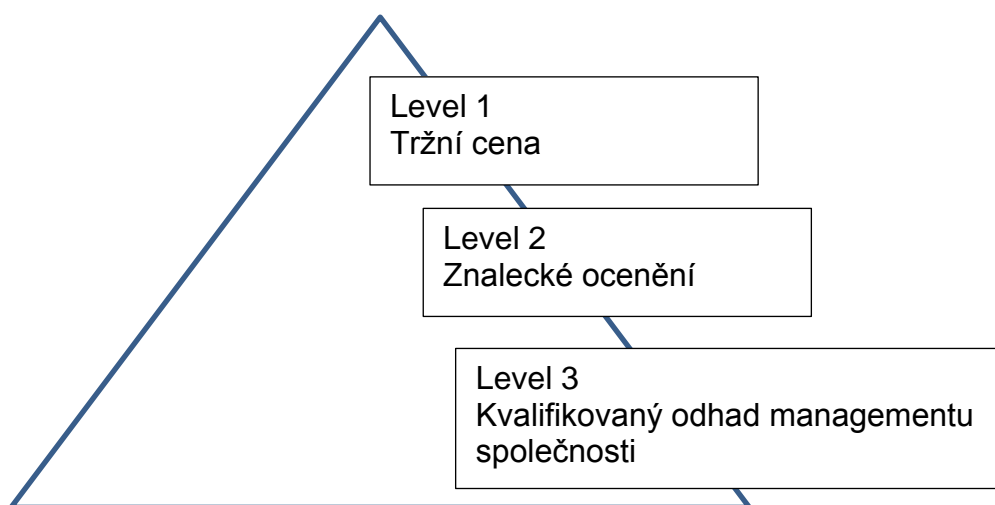 Level 1
Tržní cena
Level 2
Znalecké ocenění
Level 3
Kvalifikovaný odhad managementu
společnosti